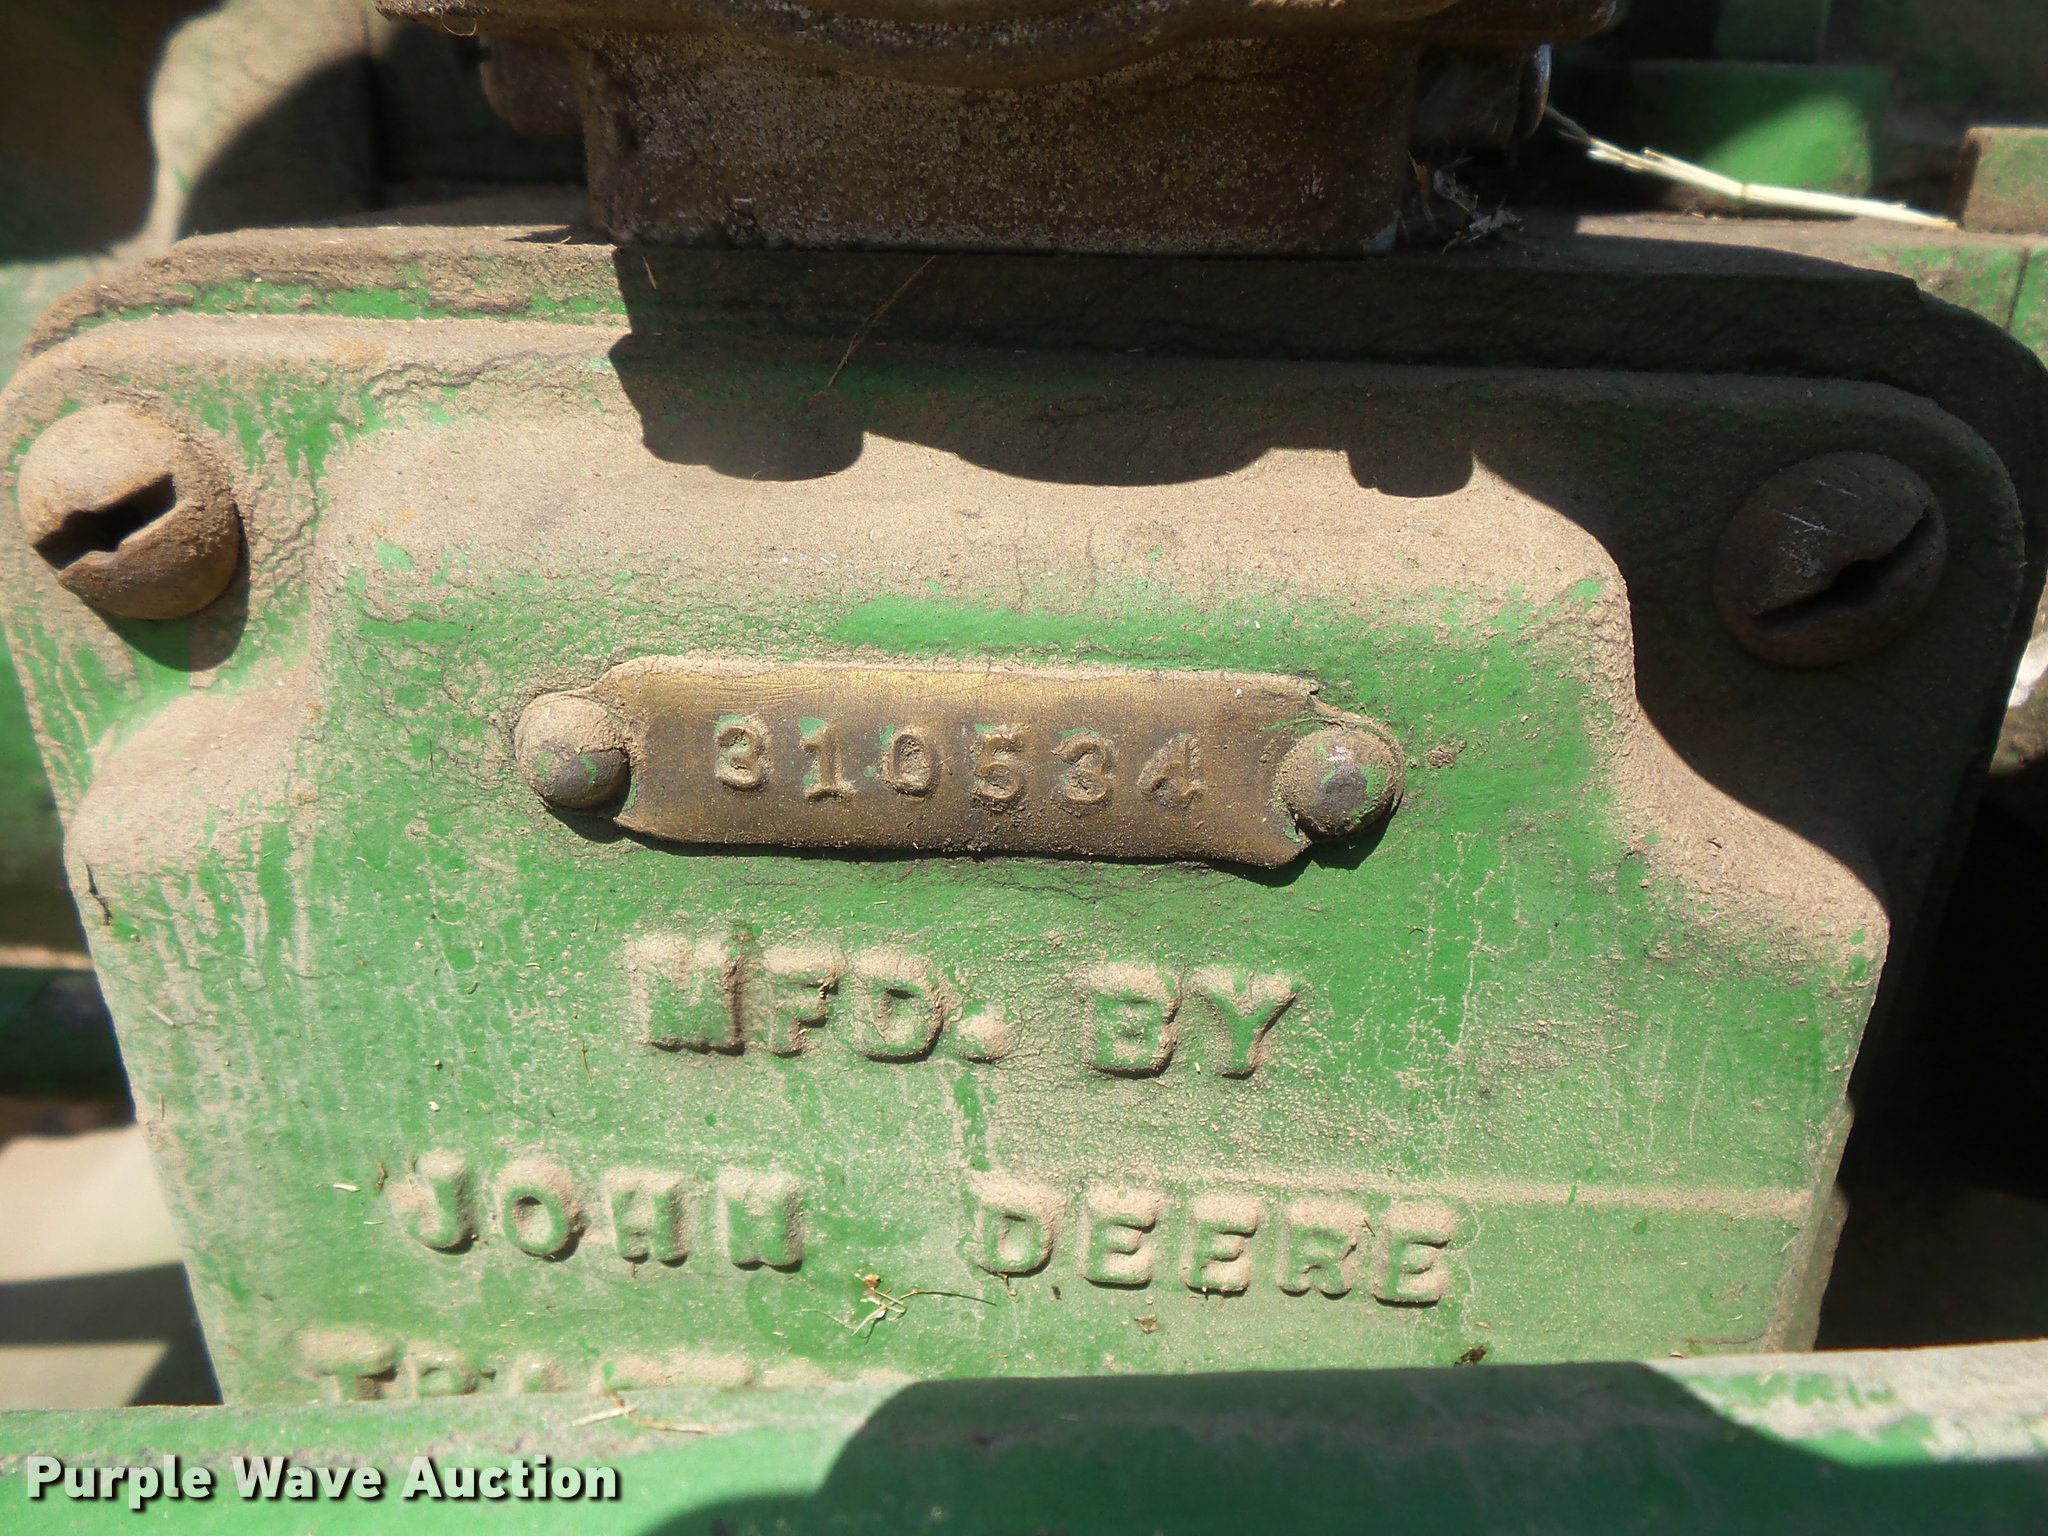 310534
MFD. BY
JOHN DEERE
Purple Wave Auction